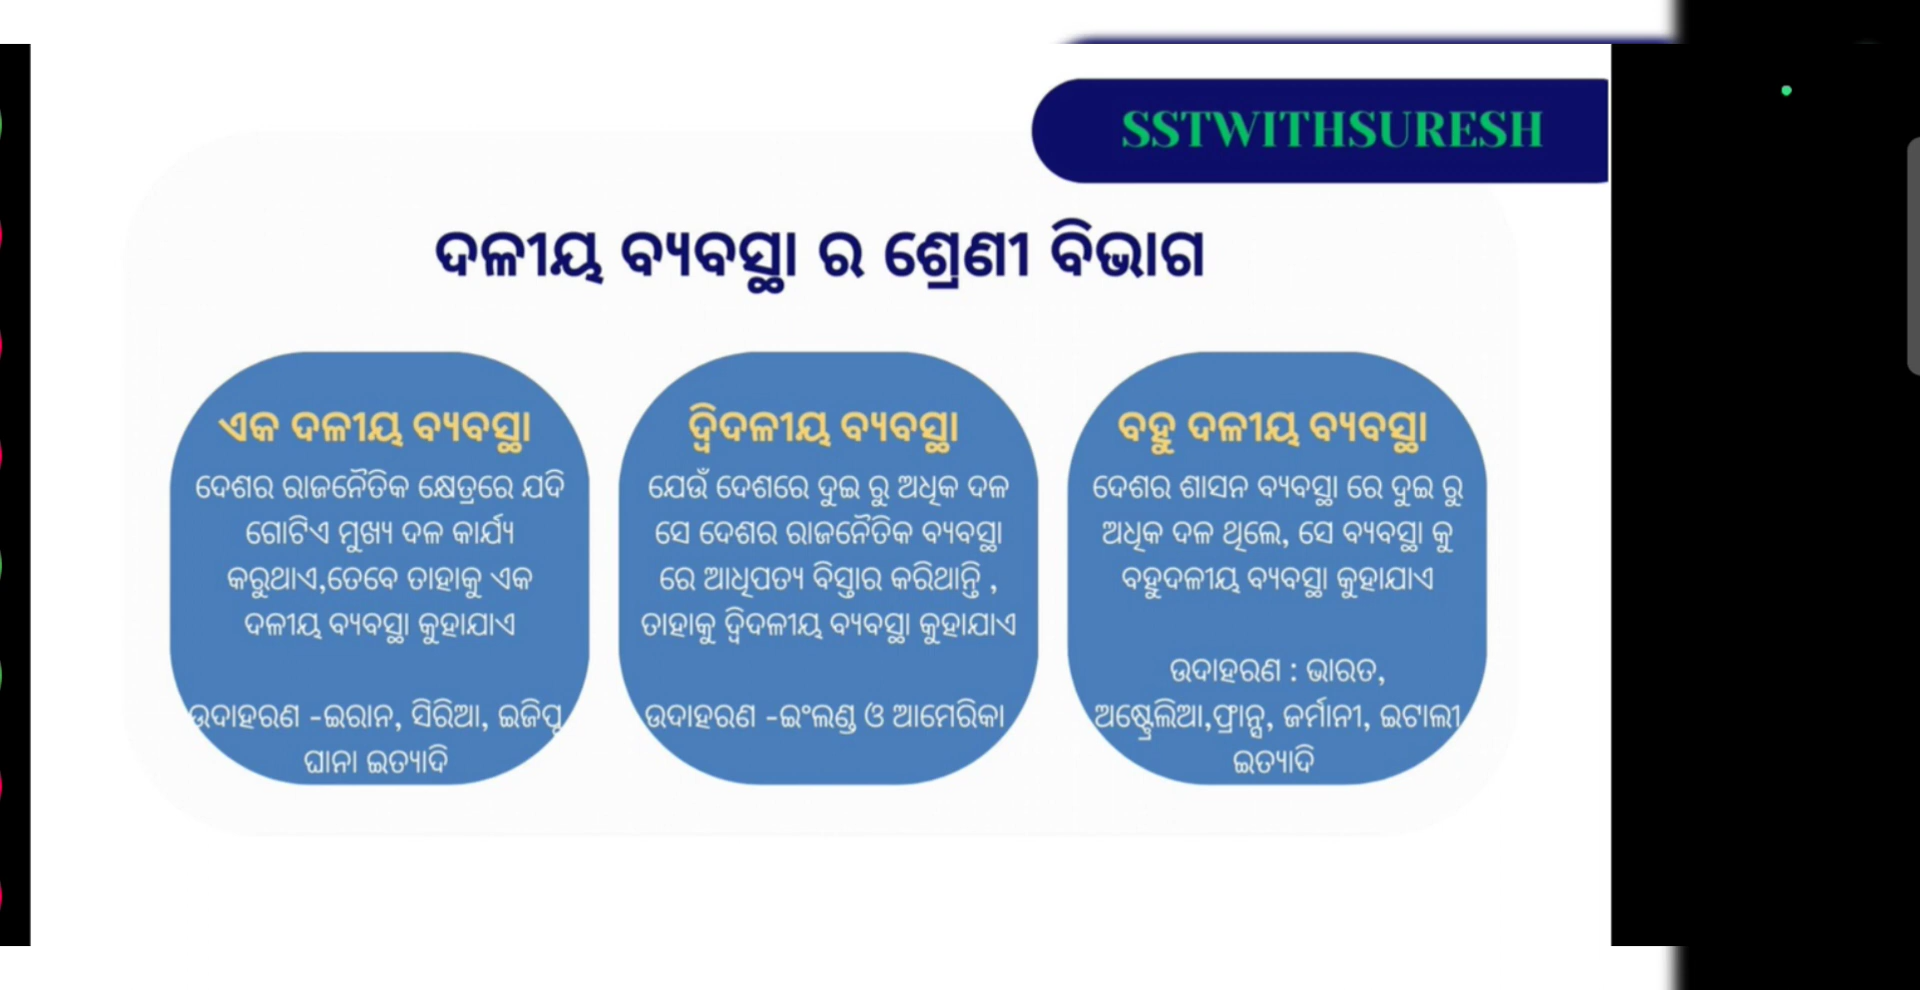 SSTWITHSURESH
ଦଳୀୟ ବ୍ୟବସ୍ଥା ର ଶ୍ରେଣୀ ବିଭାଗ
ଏକ ଦଳୀୟ ବ୍ୟବସ୍ଥା
ଦେଶର ରାଜନୈତିକ କ୍ଷେତ୍ରରେ ଯଦି
ଗୋଟିଏ ମୁଖ୍ୟ ଦଳ କାର୍ଯ୍ୟ
କରୁଥାଏ,ତେବେ ତାହାକୁ ଏକ
ଦଳୀୟ ବ୍ୟବସ୍ଥା କୁହାଯାଏ
ଉଦାହରଣ -ଇରାନ, ସିରିଆ, ଇଜିପ୍ଟ
ଘାନା ଇତ୍ୟାଦି
ଦ୍ୱିଦଳୀୟ ବ୍ୟବସ୍ଥା
ଯେଉଁ ଦେଶରେ ଦୁଇ ରୁ ଅଧିକ ଦଳ
ସେ ଦେଶର ରାଜନୈତିକ ବ୍ୟବସ୍ଥା
ରେ ଆଧିପତ୍ୟ ବିସ୍ତାର କରିଥାନ୍ତି ,
ତାହାକୁ ଦ୍ୱିଦଳୀୟ ବ୍ୟବସ୍ଥା କୁହାଯାଏ
ଉଦାହରଣ -ଇଂଲଣ୍ଡ ଓ ଆମେରିକା
ବହୁ ଦଳୀୟ ବ୍ୟବସ୍ଥା
ଦେଶର ଶାସନ ବ୍ୟବସ୍ଥା ରେ ଦୁଇ ରୁ
ଅଧିକ ଦଳ ଥିଲେ, ସେ ବ୍ୟବସ୍ଥା କୁ
ବହୁଦଳୀୟ ବ୍ୟବସ୍ଥା କୁହାଯାଏ
ଉଦାହରଣ : ଭାରତ,
ଅଷ୍ଟ୍ରେଲିଆ,ଫ୍ରାନ୍ସ, ଜର୍ମାନୀ, ଇଟାଲୀ
ଇତ୍ୟାଦି